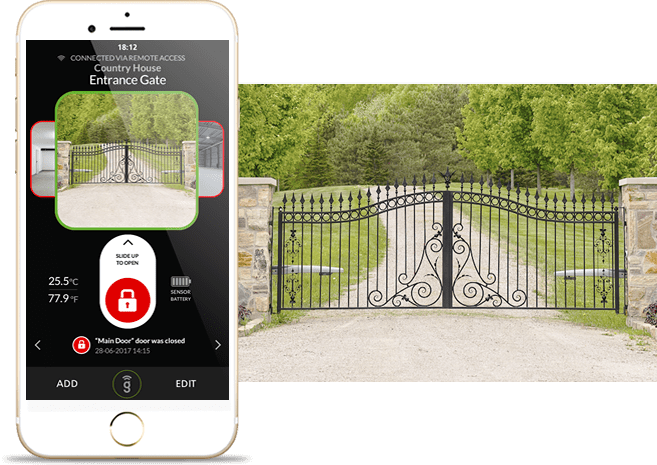 18:12
CONNECTED VIA REMOTE ACCESS
Country House
Entrance Gate
SLIDE UP
TO OPEN
25.5°C
77.9°F
SENSOR
BATTERY
"Main Door" door was closed
28-06-2017 14:15
ADD
g
EDIT